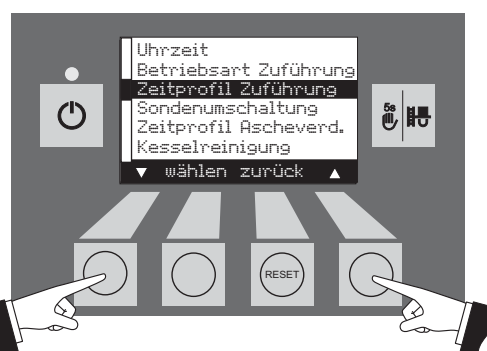 Uhrzeit
Betriebsart Zuführung
Zeitprofil Zuführung
Sondenumschaltung
Zeitprofil Ascheverd.
Kesselreinigung
▼ wählen zurück ▲
5s
RESET